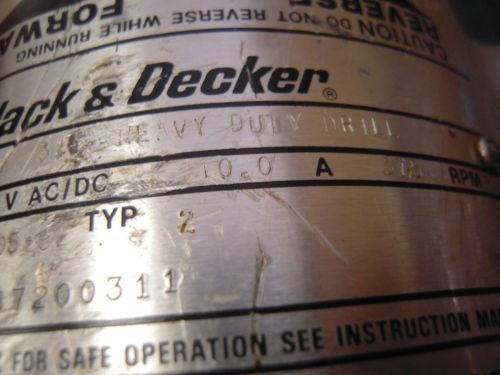 CAUTION DO NOT REVERSE WHILE RUNNING
REVERSE
FORWA
lack & Decker®
HEAVY DUTY DRILL
V AC/DC 10.0 A RPM
TYP 2
7200311
FOR SAFE OPERATION SEE INSTRUCTION MA